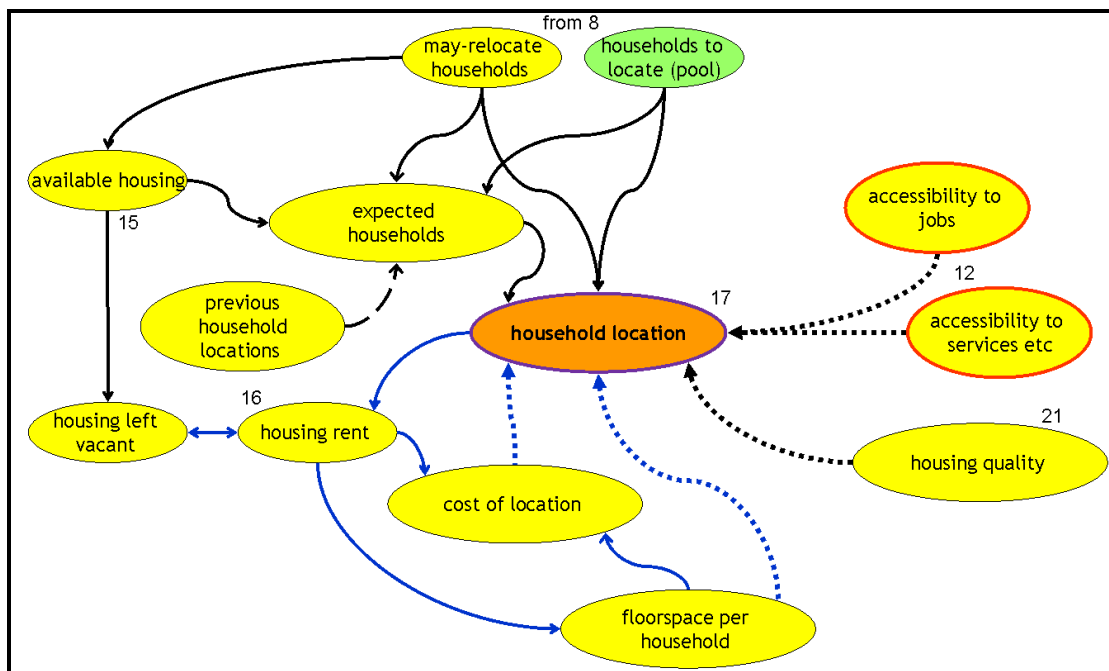 from 8
may-relocate
households
households to
locate (pool)
available housing
15
expected
households
accessibility to
jobs
12
previous
household
locations
17
household location
accessibility to
services etc
housing left
vacant
16
housing rent
21
housing quality
cost of location
floorspace per
household